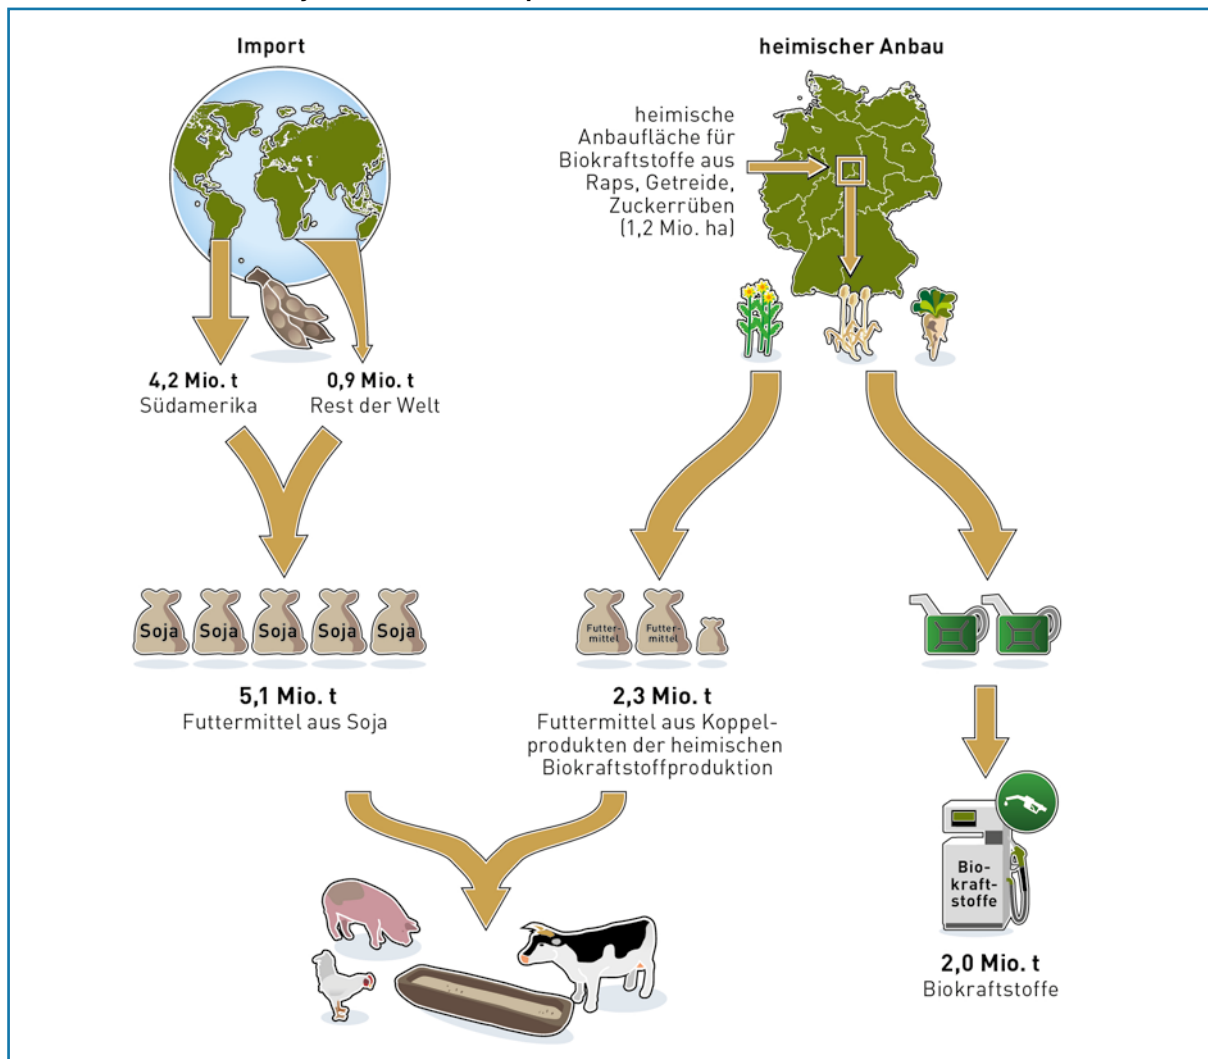 Import
heimischer Anbau
heimische
Anbaufläche für
Biokraftstoffe aus
Raps, Getreide,
Zuckerrüben
(1,2 Mio. ha)
4,2 Mio. t
Südamerika
0,9 Mio. t
Rest der Welt
Soja
Soja
Soja
Soja
Soja
Futter-
mittel
Futter-
mittel
5,1 Mio. t
Futtermittel aus Soja
2,3 Mio. t
Futtermittel aus Koppel-
produkten der heimischen
Biokraftstoffproduktion
Bio-
kraft-
stoffe
2,0 Mio. t
Biokraftstoffe